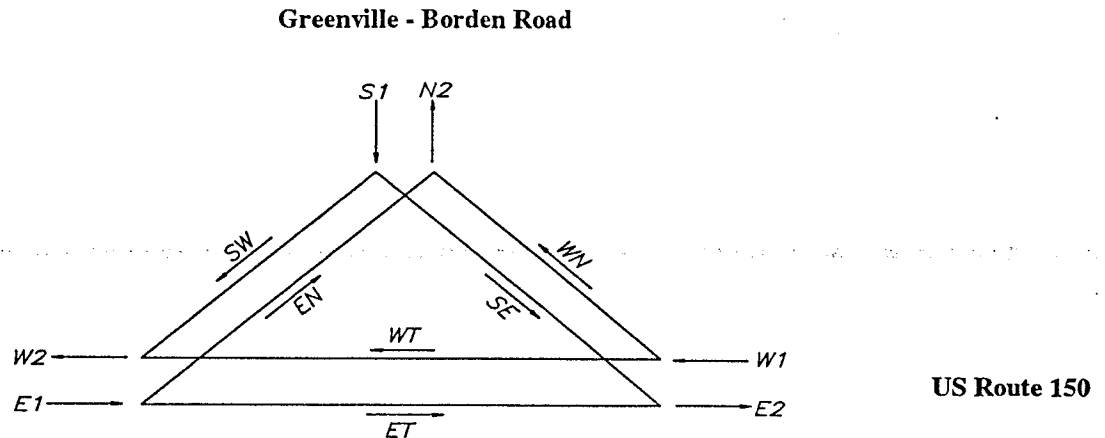 Greenville - Borden Road
S1 N2
SW
WN
EN
SE
WT
W2
W1
US Route 150
E1
E2
ET